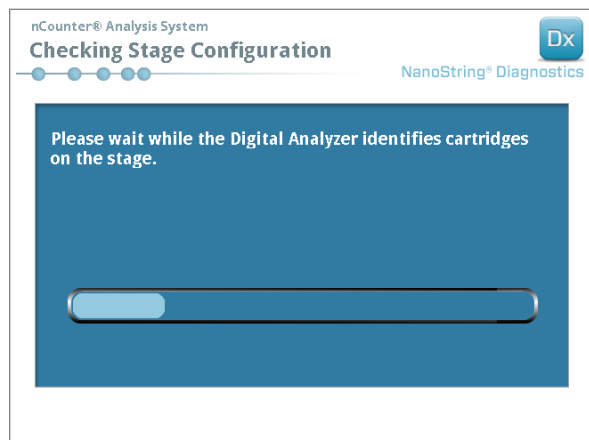 nCounter® Analysis System
Checking Stage Configuration
Dx
NanoString® Diagnostics
Please wait while the Digital Analyzer identifies cartridges
on the stage.